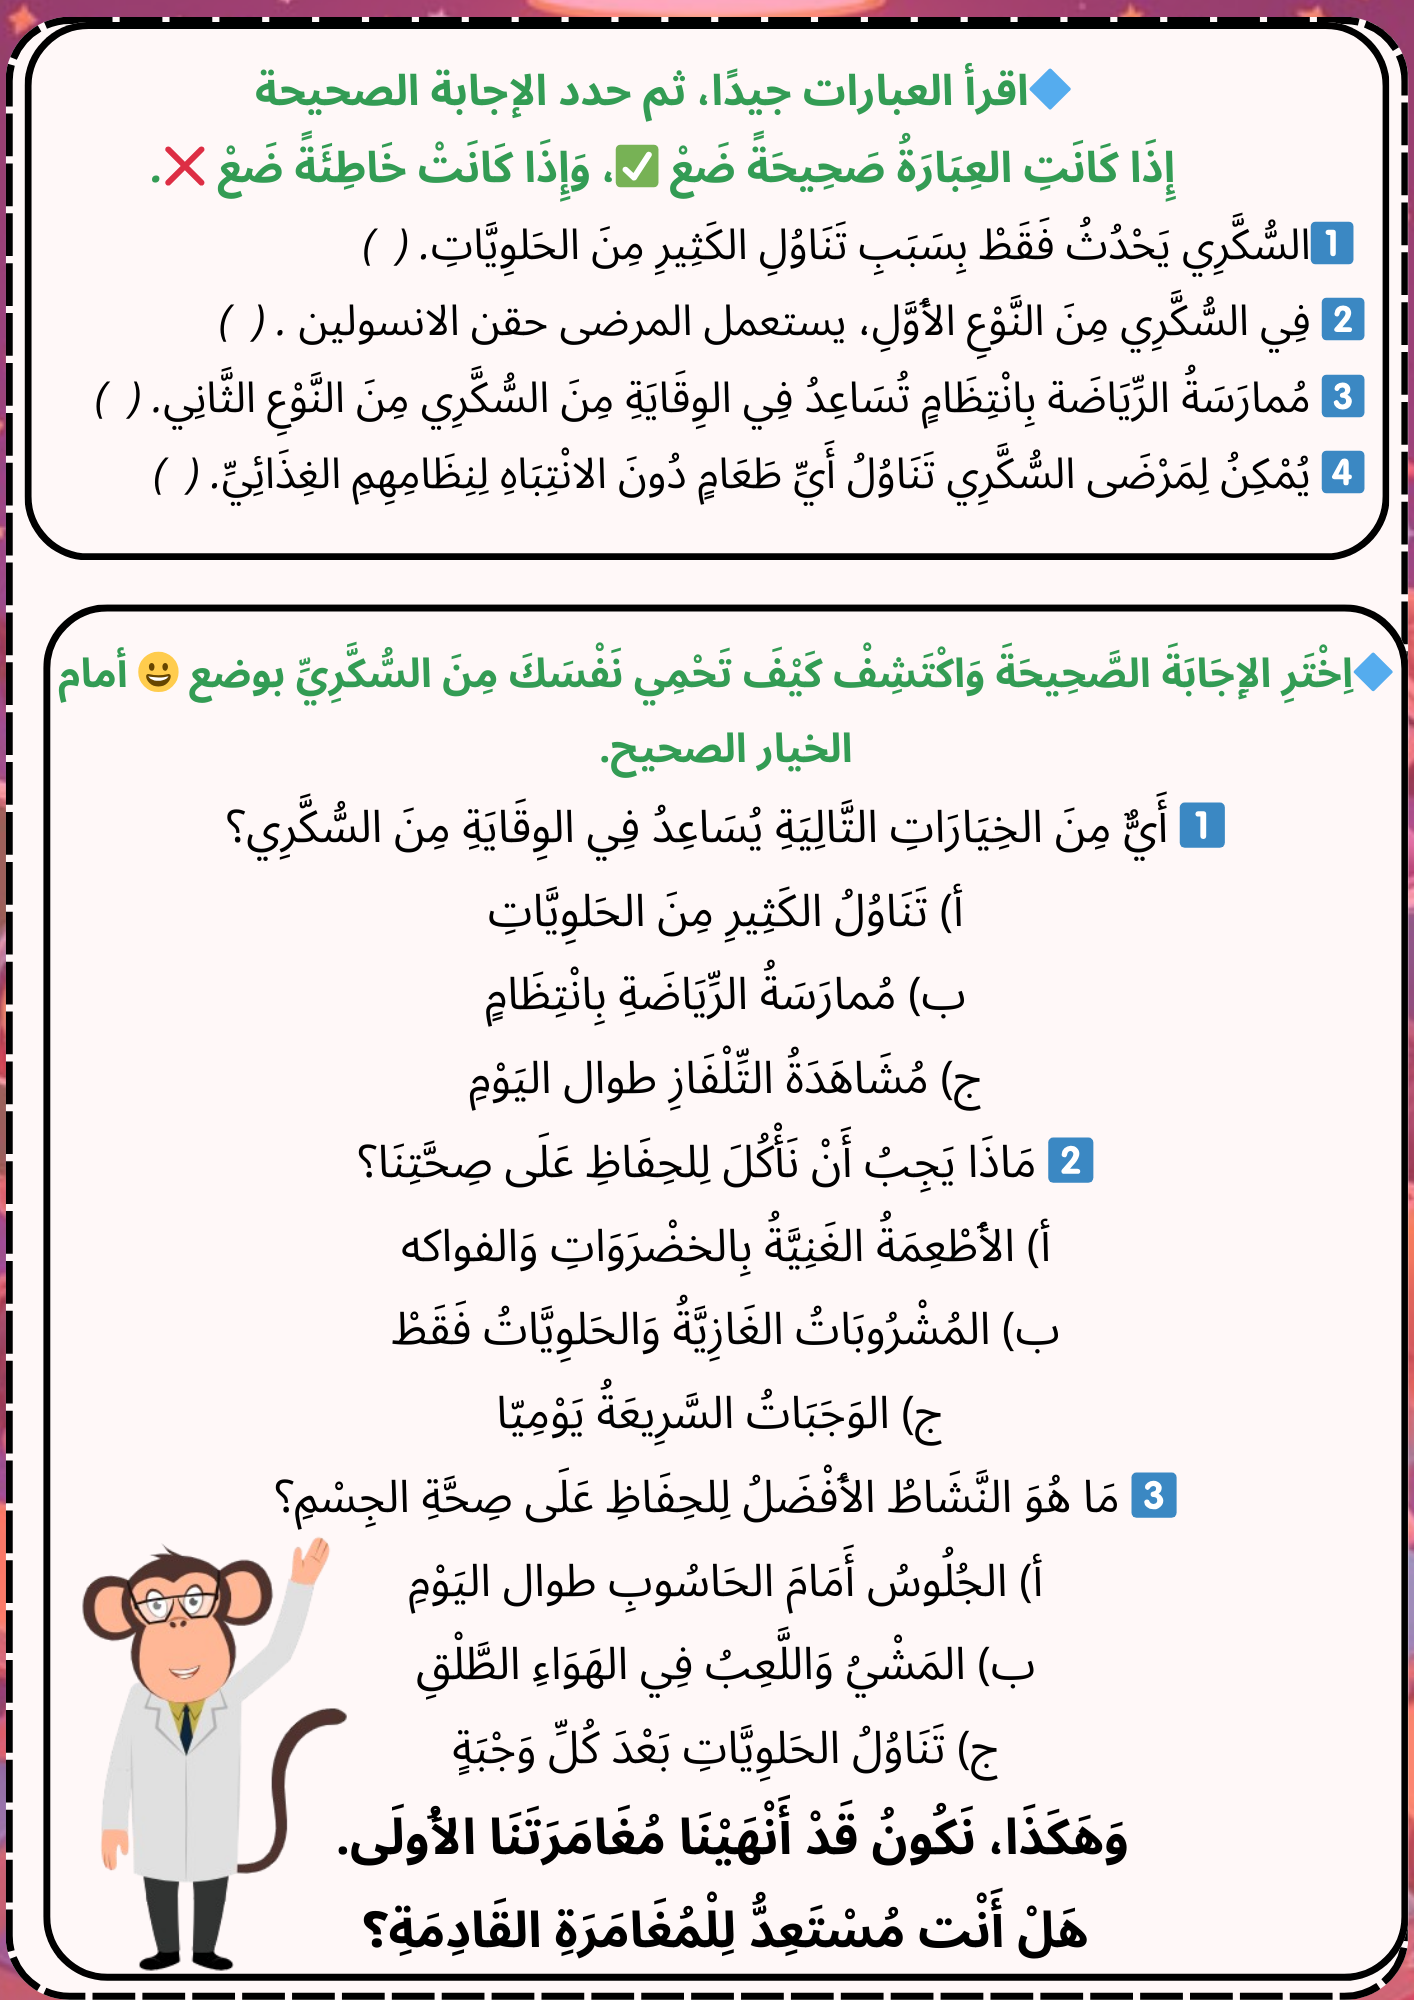 🔷اقرأ العبارات جيدًا، ثم حدد الإجابة الصحيحة
إِذَا كَانَتِ العِبَارَةُ صَحِيحَةً ضَعْ ✅، وَإِذَا كَانَتْ خَاطِئَةً ضَعْ ❌.
1️⃣السُّكَّرِي يَحْدُثُ فَقَطْ بِسَبَبِ تَنَاوُلِ الكَثِيرِ مِنَ الحَلوِيَّاتِ. ( )
2️⃣ فِي السُّكَّرِي مِنَ النَّوْعِ الأَوَّلِ، يستعمل المرضى حقن الانسولين . ( )
3️⃣ مُمارَسَةُ الرِّيَاضَة بِانْتِظَامٍ تُسَاعِدُ فِي الوِقَايَةِ مِنَ السُّكَّرِي مِنَ النَّوْعِ الثَّانِي. ( )
4️⃣ يُمْكِنُ لِمَرْضَى السُّكَّرِي تَنَاوُلُ أَيِّ طَعَامٍ دُونَ الانْتِبَاهِ لِنِظَامِهِمِ الغِذَائِيِّ. ( )
🔷اِخْتَرِ الإِجَابَةَ الصَّحِيحَةَ وَاكْتَشِفْ كَيْفَ تَحْمِي نَفْسَكَ مِنَ السُّكَّرِيِّ بوضع 😀 أمام
الخيار الصحيح.
1️⃣ أَيٌّ مِنَ الخِيَارَاتِ التَّالِيَةِ يُسَاعِدُ فِي الوِقَايَةِ مِنَ السُّكَّرِي؟
أ) تَنَاوُلُ الكَثِيرِ مِنَ الحَلوِيَّاتِ
ب) مُمارَسَةُ الرِّيَاضَةِ بِانْتِظَامٍ
ج) مُشَاهَدَةُ التِّلْفَازِ طوال اليَوْمِ
2️⃣ مَاذَا يَجِبُ أَنْ نَأْكُلَ لِلحِفَاظِ عَلَى صِحَّتِنَا؟
أ) الأَطْعِمَةُ الغَنِيَّةُ بِالخضْرَوَاتِ وَالفواكه
ب) المُشْرُوبَاتُ الغَازِيَّةُ وَالحَلوِيَّاتُ فَقَطْ
ج) الوَجَبَاتُ السَّرِيعَةُ يَوْمِيّا
3️⃣ مَا هُوَ النَّشَاطُ الأَفْضَلُ لِلحِفَاظِ عَلَى صِحَّةِ الجِسْمِ؟
أ) الجُلُوسُ أَمَامَ الحَاسُوبِ طوال اليَوْمِ
ب) المَشْيُ وَاللَّعِبُ فِي الهَوَاءِ الطَّلْقِ
ج) تَنَاوُلُ الحَلوِيَّاتِ بَعْدَ كُلِّ وَجْبَةٍ
وَهَكَذَا، نَكُونُ قَدْ أَنْهَيْنَا مُغَامَرَتَنَا الأُولَى.
هَلْ أَنْت مُسْتَعِدُّ لِلْمُغَامَرَةِ القَادِمَةِ؟